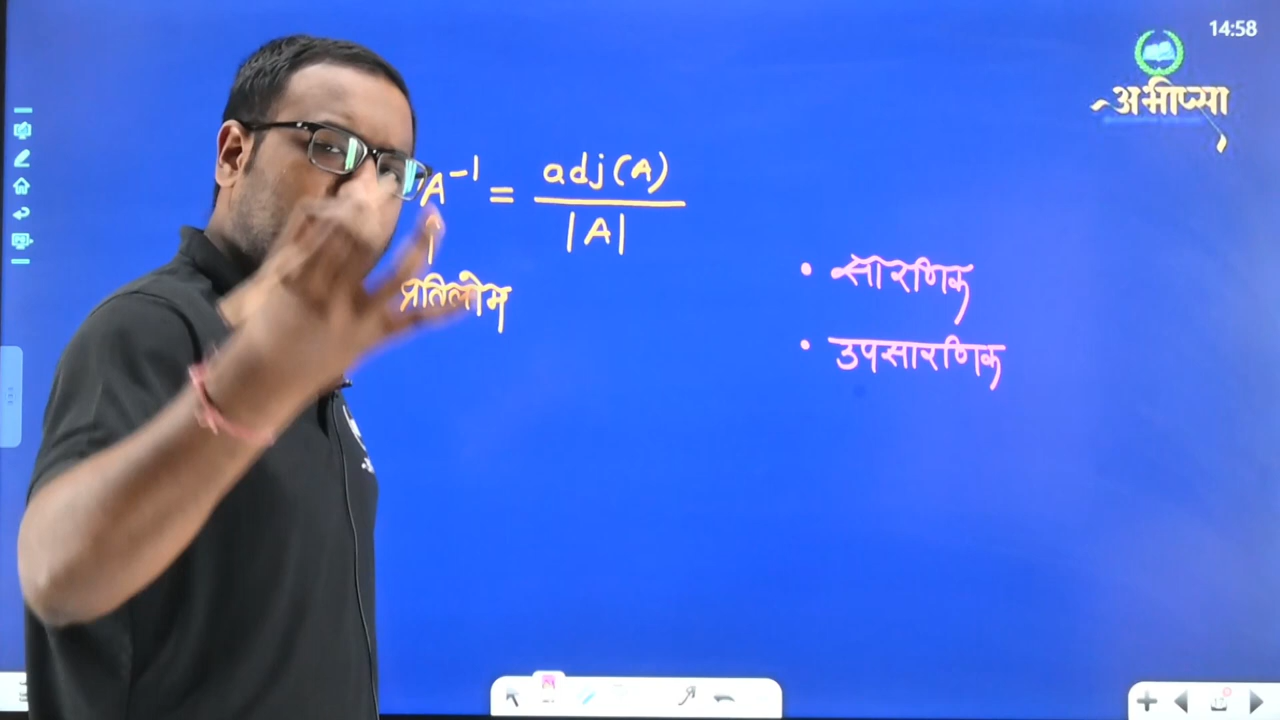 14:58
अभीप्सा
A⁻¹ = adj(A) / |A|
प्रतिलोम
• सारणिक
• उपसारणिक